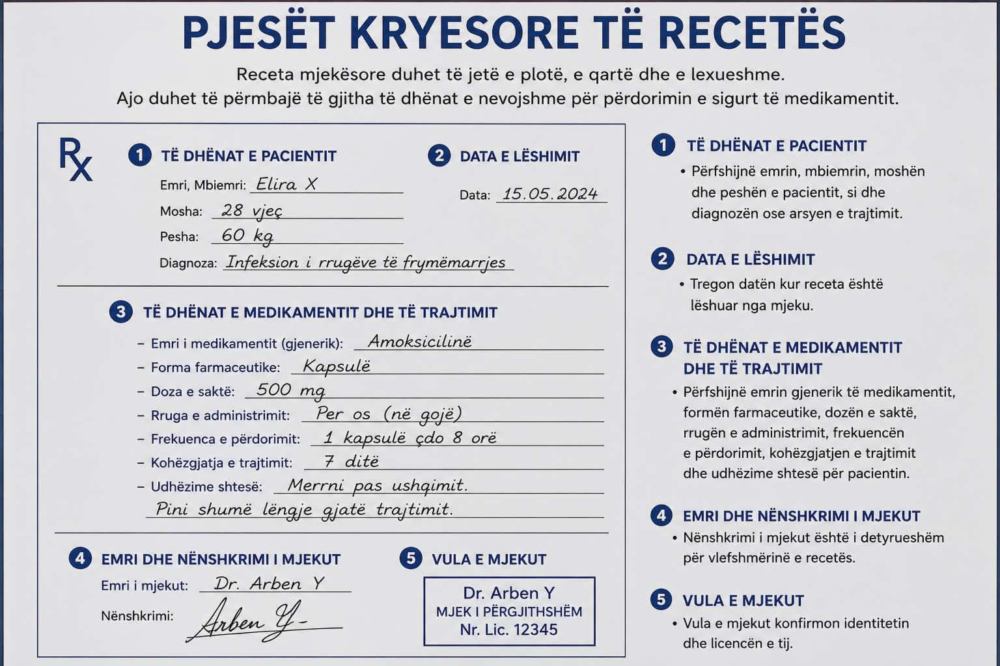 PJESËT KRYESORE TË RECETËS
Receta mjekësore duhet të jetë e plotë, e qartë dhe e lexueshme.
Ajo duhet të përmbajë të gjitha të dhënat e nevojshme për përdorimin e sigurt të medikamentit.
Rx
1 TË DHËNAT E PACIENTIT
Emri, Mbiemri: Elira X
Mosha: 28 vjeç
Pesha: 60 kg
Diagnoza: Infeksion i rrugëve të frymëmarrjes
2 DATA E LËSHIMIT
Data: 15.05.2024
3 TË DHËNAT E MEDIKAMENTIT DHE TË TRAJTIMIT
– Emri i medikamentit (gjenerik): Amoksicilinë
– Forma farmaceutike: Kapsulë
– Doza e saktë: 500 mg
– Rruga e administrimit: Per os (në gojë)
– Frekuenca e përdorimit: 1 kapsulë çdo 8 orë
– Kohëzgjatja e trajtimit: 7 ditë
– Udhëzime shtesë: Merrni pas ushqimit.
Pini shumë lëngje gjatë trajtimit.
4 EMRI DHE NËNSHKRIMI I MJEKUT
Emri i mjekut: Dr. Arben Y
Nënshkrimi: Arben Y-
5 VULA E MJEKUT
Dr. Arben Y
MJEK I PËRGJITHSHËM
Nr. Lic. 12345
1 TË DHËNAT E PACIENTIT
• Përfshijnë emrin, mbiemrin, moshën
dhe peshën e pacientit, si dhe
diagnozën ose arsyen e trajtimit.
2 DATA E LËSHIMIT
• Tregon datën kur receta është
lëshuar nga mjeku.
3 TË DHËNAT E MEDIKAMENTIT
DHE TË TRAJTIMIT
• Përfshijnë emrin gjenerik të medikamentit,
formën farmaceutike, dozën e saktë,
rrugën e administrimit, frekuencën
e përdorimit, kohëzgjatjen e trajtimit
dhe udhëzime shtesë për pacientin.
4 EMRI DHE NËNSHKRIMI I MJEKUT
• Nënshkrimi i mjekut është i detyrueshëm
për vlefshmërinë e recetës.
5 VULA E MJEKUT
• Vula e mjekut konfirmon identitetin
dhe licencën e tij.